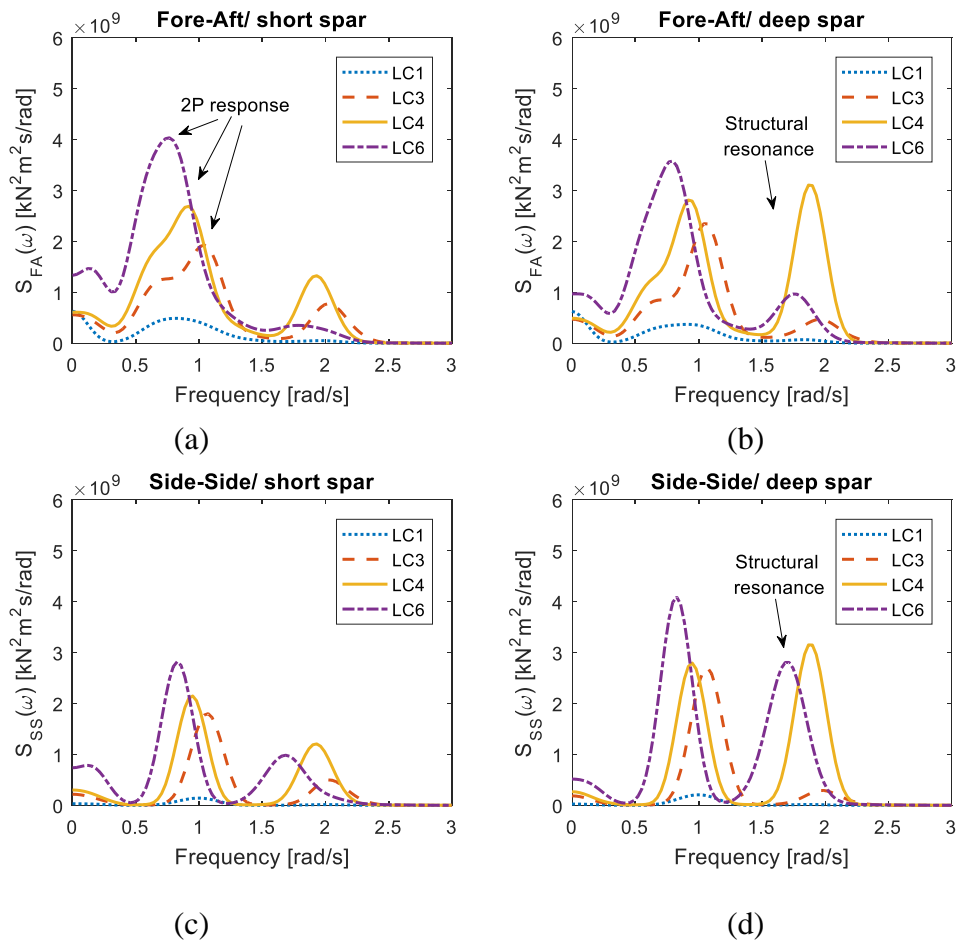 Fore-Aft/ short spar
×10⁹
6
5
4
3
2
1
0
S_FA(ω) [kN²m²s/rad]
0 0.5 1 1.5 2 2.5 3
Frequency [rad/s]
2P response
LC1
LC3
LC4
LC6
(a)
Fore-Aft/ deep spar
×10⁹
6
5
4
3
2
1
0
S_FA(ω) [kN²m²s/rad]
0 0.5 1 1.5 2 2.5 3
Frequency [rad/s]
Structural
resonance
LC1
LC3
LC4
LC6
(b)
Side-Side/ short spar
×10⁹
6
5
4
3
2
1
0
S_SS(ω) [kN²m²s/rad]
0 0.5 1 1.5 2 2.5 3
Frequency [rad/s]
LC1
LC3
LC4
LC6
(c)
Side-Side/ deep spar
×10⁹
6
5
4
3
2
1
0
S_SS(ω) [kN²m²s/rad]
0 0.5 1 1.5 2 2.5 3
Frequency [rad/s]
Structural
resonance
LC1
LC3
LC4
LC6
(d)